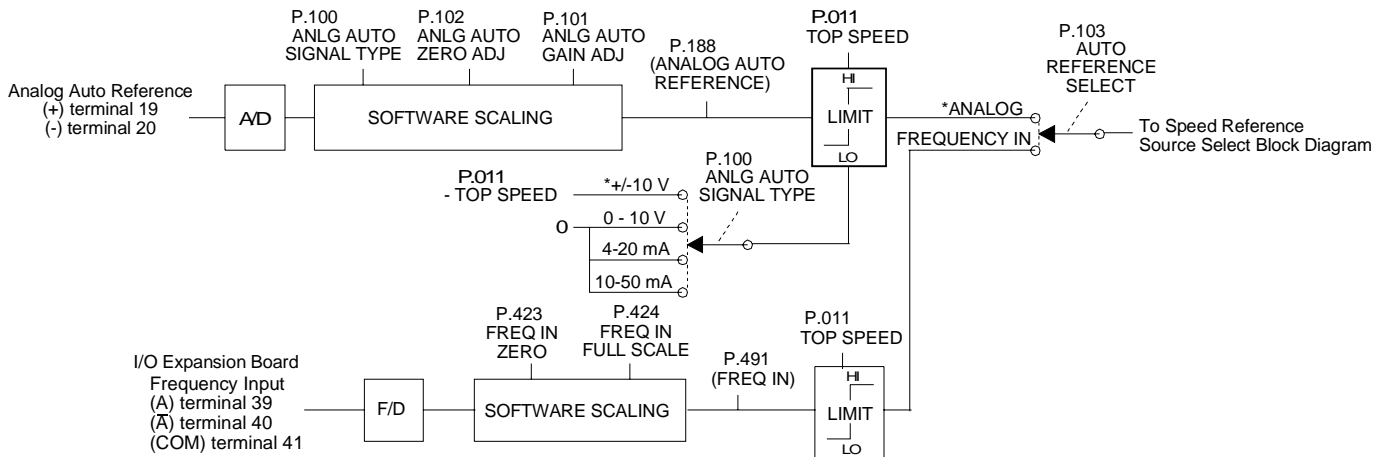 P.100
ANLG AUTO
SIGNAL TYPE
P.102
ANLG AUTO
ZERO ADJ
P.101
ANLG AUTO
GAIN ADJ
P.188
(ANALOG AUTO
REFERENCE)
P.011
TOP SPEED
P.103
AUTO
REFERENCE
SELECT
Analog Auto Reference
(+) terminal 19
(-) terminal 20
A/D
SOFTWARE SCALING
HI
LIMIT
LO
*ANALOG
FREQUENCY IN
To Speed Reference
Source Select Block Diagram
P.011
- TOP SPEED
*+/-10 V
0
0 - 10 V
4-20 mA
10-50 mA
P.100
ANLG AUTO
SIGNAL TYPE
P.423
FREQ IN
ZERO
P.424
FREQ IN
FULL SCALE
P.491
(FREQ IN)
P.011
TOP SPEED
I/O Expansion Board
Frequency Input
(A) terminal 39
(A̅) terminal 40
(COM) terminal 41
F/D
SOFTWARE SCALING
HI
LIMIT
LO